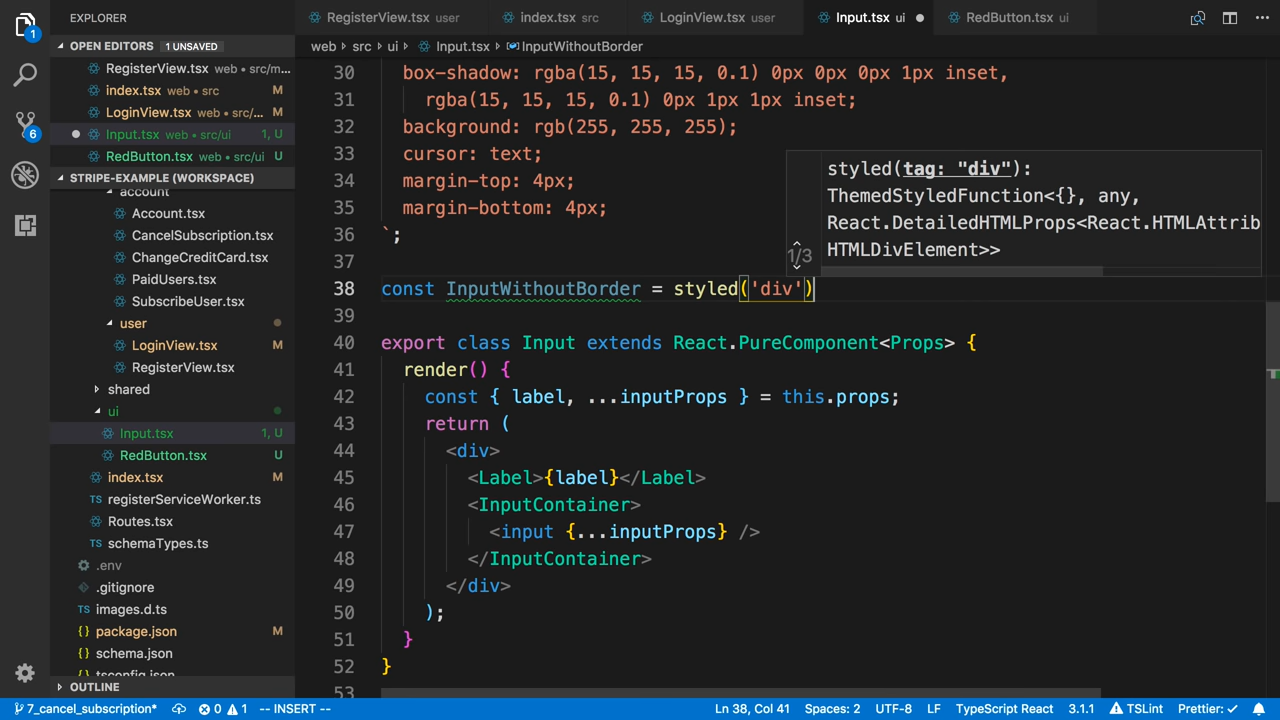 EXPLORER
RegisterView.tsx user
index.tsx src
LoginView.tsx user
Input.tsx ui
RedButton.tsx ui
1
6
OPEN EDITORS 1 UNSAVED
RegisterView.tsx web • src/m...
index.tsx web • src M
LoginView.tsx web • src/... M
Input.tsx web • src/ui 1, U
RedButton.tsx web • src/ui U
STRIPE-EXAMPLE (WORKSPACE)
account
Account.tsx
CancelSubscription.tsx
ChangeCreditCard.tsx
PaidUsers.tsx
SubscribeUser.tsx
user
LoginView.tsx M
RegisterView.tsx
shared
ui
Input.tsx 1, U
RedButton.tsx U
index.tsx M
TS registerServiceWorker.ts
Routes.tsx
TS schemaTypes.ts
.env
.gitignore
TS images.d.ts
{} package.json M
{} schema.json
{} tsconfig.json
OUTLINE
web src ui Input.tsx InputWithoutBorder
30 box-shadow: rgba(15, 15, 15, 0.1) 0px 0px 0px 1px inset,
31 rgba(15, 15, 15, 0.1) 0px 1px 1px inset;
32 background: rgb(255, 255, 255);
33 cursor: text;
34 margin-top: 4px;
35 margin-bottom: 4px;
36 `;
37
38 const InputWithoutBorder = styled('div')
39
40 export class Input extends React.PureComponent<Props> {
41 render() {
42 const { label, ...inputProps } = this.props;
43 return (
44 <div>
45 <Label>{label}</Label>
46 <InputContainer>
47 <input {...inputProps} />
48 </InputContainer>
49 </div>
50 );
51 }
52 }
53
styled(tag: "div"):
ThemedStyledFunction<{}, any,
React.DetailedHTMLProps<React.HTMLAttrib
1/3
HTMLDivElement>>
7_cancel_subscription* 0 1 -- INSERT -- Ln 38, Col 41 Spaces: 2 UTF-8 LF TypeScript React 3.1.1 TSLint Prettier: ✓